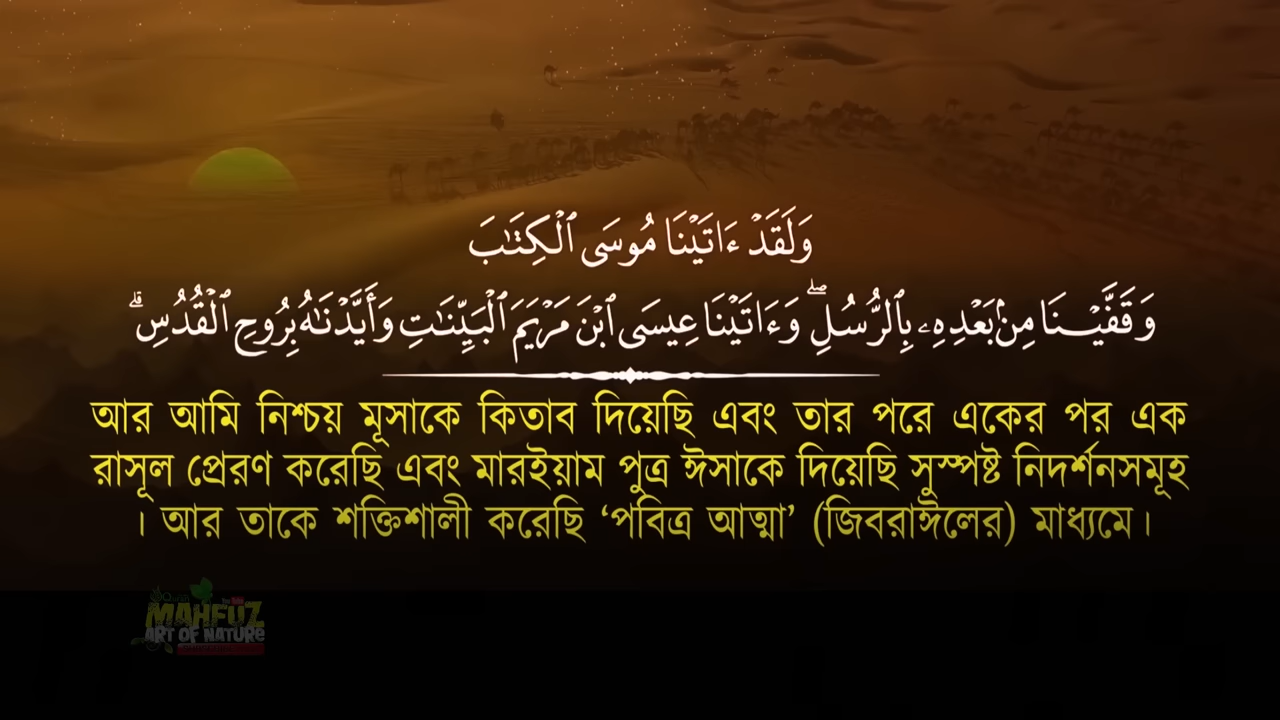 وَلَقَدۡ ءَاتَيۡنَا مُوسَى ٱلۡكِتَٰبَ
وَقَفَّيۡنَا مِنۢ بَعۡدِهِۦ بِٱلرُّسُلِۖ وَءَاتَيۡنَا عِيسَى ٱبۡنَ مَرۡيَمَ ٱلۡبَيِّنَٰتِ وَأَيَّدۡنَٰهُ بِرُوحِ ٱلۡقُدُسِۗ
আর আমি নিশ্চয় মূসাকে কিতাব দিয়েছি এবং তার পরে একের পর এক
রাসূল প্রেরণ করেছি এবং মারইয়াম পুত্র ঈসাকে দিয়েছি সুস্পষ্ট নিদর্শনসমূহ
। আর তাকে শক্তিশালী করেছি ‘পবিত্র আত্মা’ (জিবরাঈলের) মাধ্যমে।
MAHFUZ
ART OF NATURE